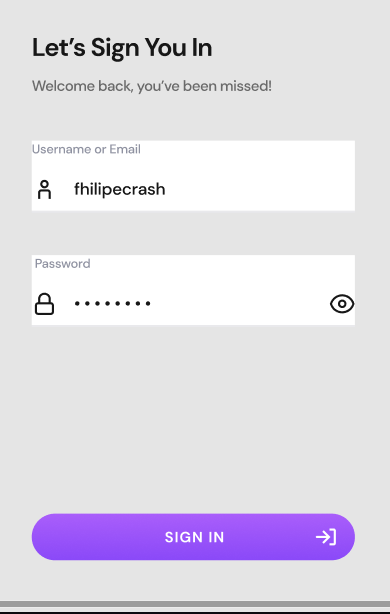 Let’s Sign You In
Welcome back, you’ve been missed!
Username or Email
fhilipecrash
Password
••••••••
SIGN IN